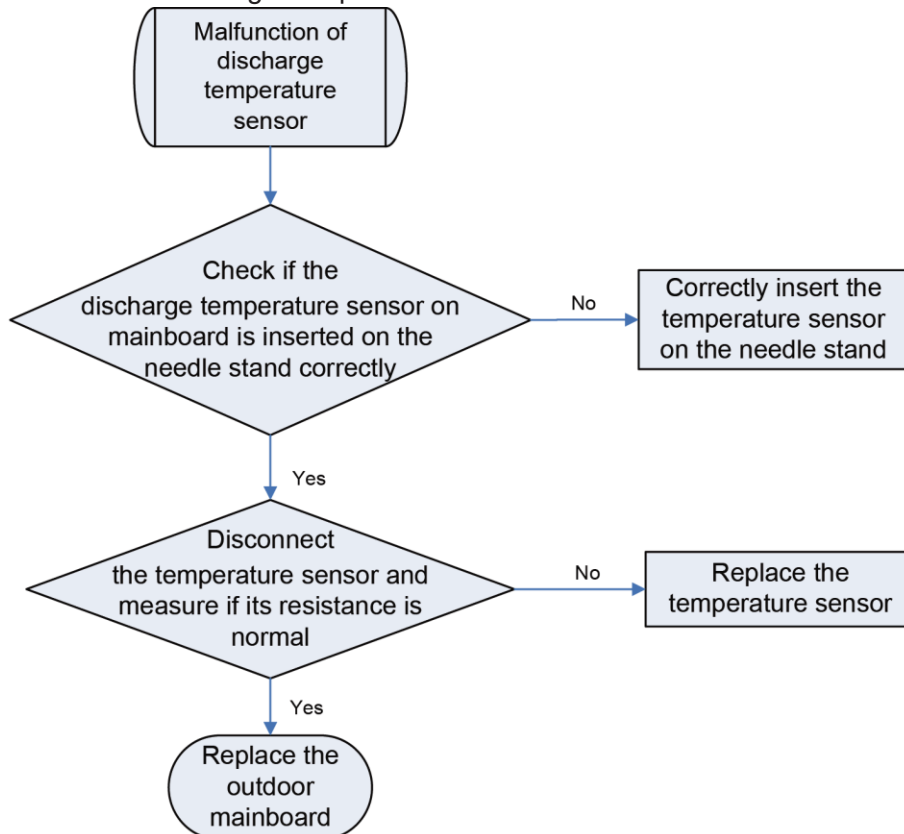 Malfunction of
discharge
temperature
sensor
Check if the
discharge temperature sensor on
mainboard is inserted on the
needle stand correctly
No
Correctly insert the
temperature sensor
on the needle stand
Yes
Disconnect
the temperature sensor and
measure if its resistance is
normal
No
Replace the
temperature sensor
Yes
Replace the
outdoor
mainboard